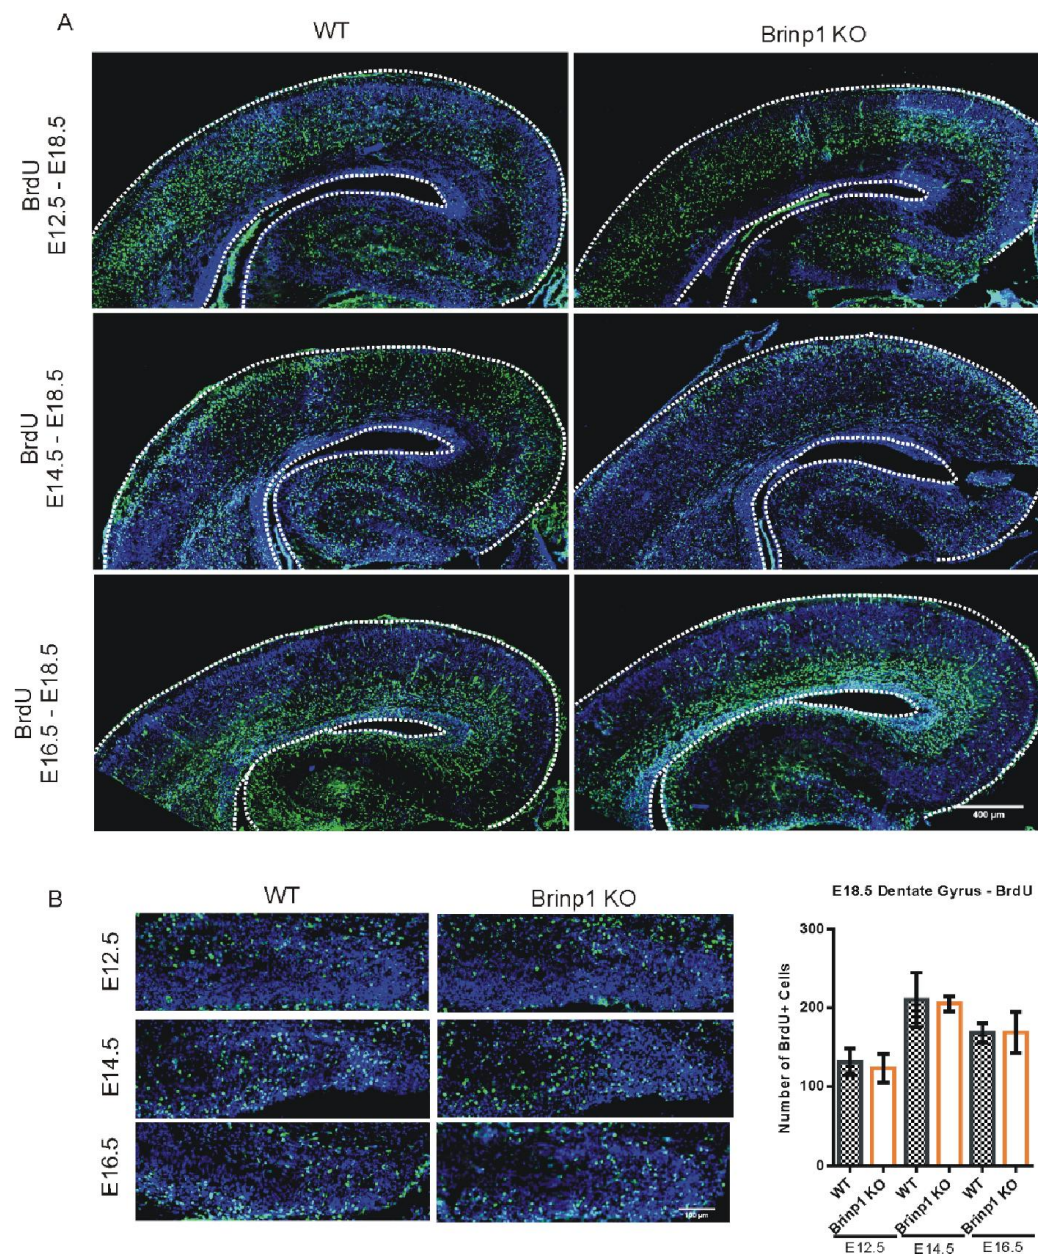 A
WT
Brinp1 KO
BrdU
E12.5 - E18.5
BrdU
E14.5 - E18.5
BrdU
E16.5 - E18.5
400 µm
B
WT
Brinp1 KO
E12.5
E14.5
E16.5
100 µm
E18.5 Dentate Gyrus - BrdU
Number of BrdU+ Cells
300
200
100
0
WT
Brinp1 KO
WT
Brinp1 KO
WT
Brinp1 KO
E12.5
E14.5
E16.5